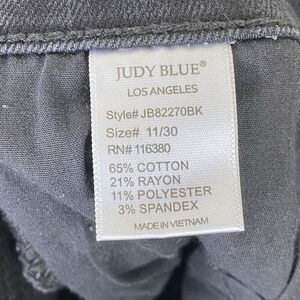 JUDY BLUE®
LOS ANGELES
Style# JB82270BK
Size# 11/30
RN# 116380
65% COTTON
21% RAYON
11% POLYESTER
3% SPANDEX
MADE IN VIETNAM